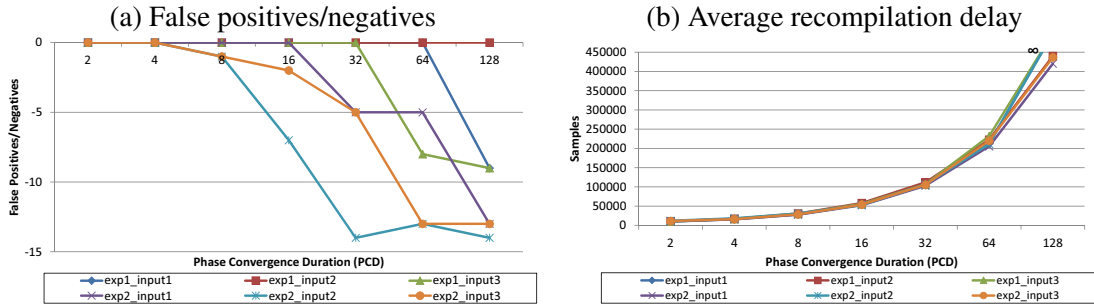 (a) False positives/negatives
0
2 4 8 16 32 64 128
-5
-10
-15
False Positives/Negatives
Phase Convergence Duration (PCD)
exp1_input1 exp1_input2 exp1_input3
exp2_input1 exp2_input2 exp2_input3
(b) Average recompilation delay
450000
400000
350000
300000
250000
200000
150000
100000
50000
0
∞
Samples
2 4 8 16 32 64 128
Phase Convergence Duration (PCD)
exp1_input1 exp1_input2 exp1_input3
exp2_input1 exp2_input2 exp2_input3